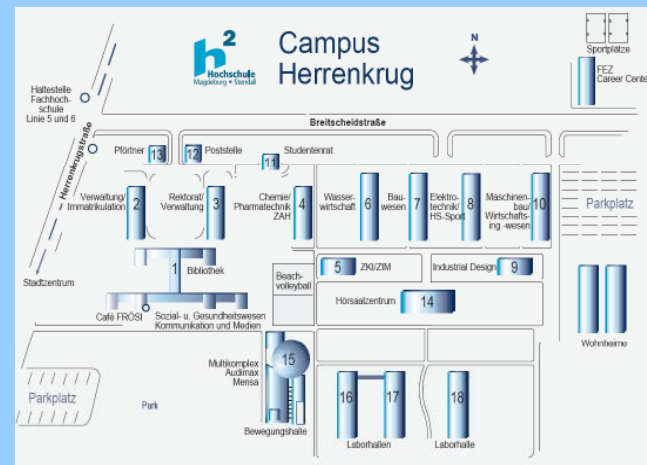 h²
Hochschule
Magdeburg • Stendal
Campus
Herrenkrug
N
Sportplätze
FEZ
Career Center
Haltestelle
Fachhoch-
schule
Linie 5 und 6
Herrenkrugstraße
Stadtzentrum
Breitscheidstraße
Pförtner
13
12
Poststelle
11
Studentenrat
Verwaltung/
Immatrikulation
2
Rektorat/
Verwaltung
3
Chemie/
Pharmatechnik
ZAH
4
Wasser-
wirtschaft
6
Bau-
wesen
7
Elektro-
technik/
HS-Sport
8
Maschinen-
bau/
Wirtschafts-
ing.-wesen
10
Parkplatz
1
Bibliothek
Café FRÖSI
Sozial- u. Gesundheitswesen
Kommunikation und Medien
Beach-
volleyball
5
ZKI/ZIM
Industrial Design
9
Hörsaalzentrum
14
Wohnheime
Multikomplex
Audimax
Mensa
15
Bewegungshalle
Parkplatz
Park
16
17
Laborhallen
18
Laborhalle